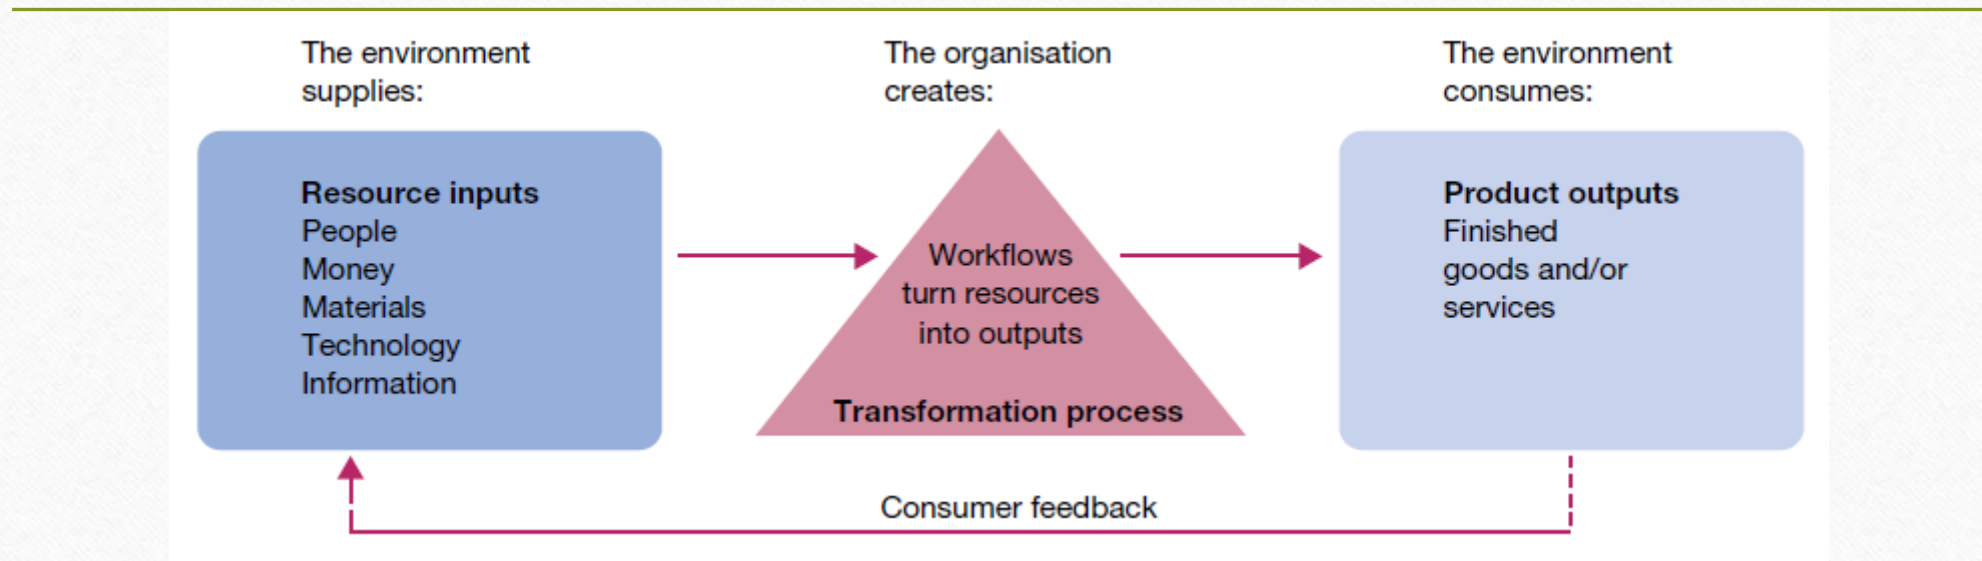 The environment
supplies:
Resource inputs
People
Money
Materials
Technology
Information
The organisation
creates:
Workflows
turn resources
into outputs
Transformation process
The environment
consumes:
Product outputs
Finished
goods and/or
services
Consumer feedback